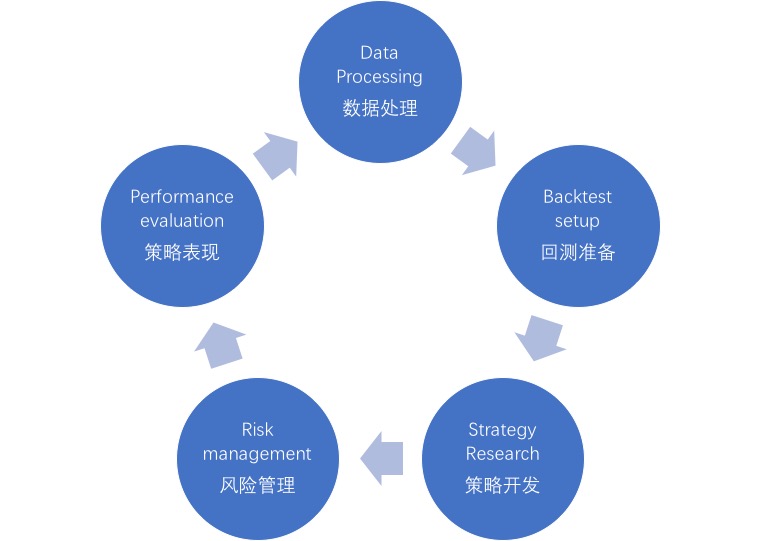 Data
Processing
数据处理
Backtest
setup
回测准备
Strategy
Research
策略开发
Risk
management
风险管理
Performance
evaluation
策略表现